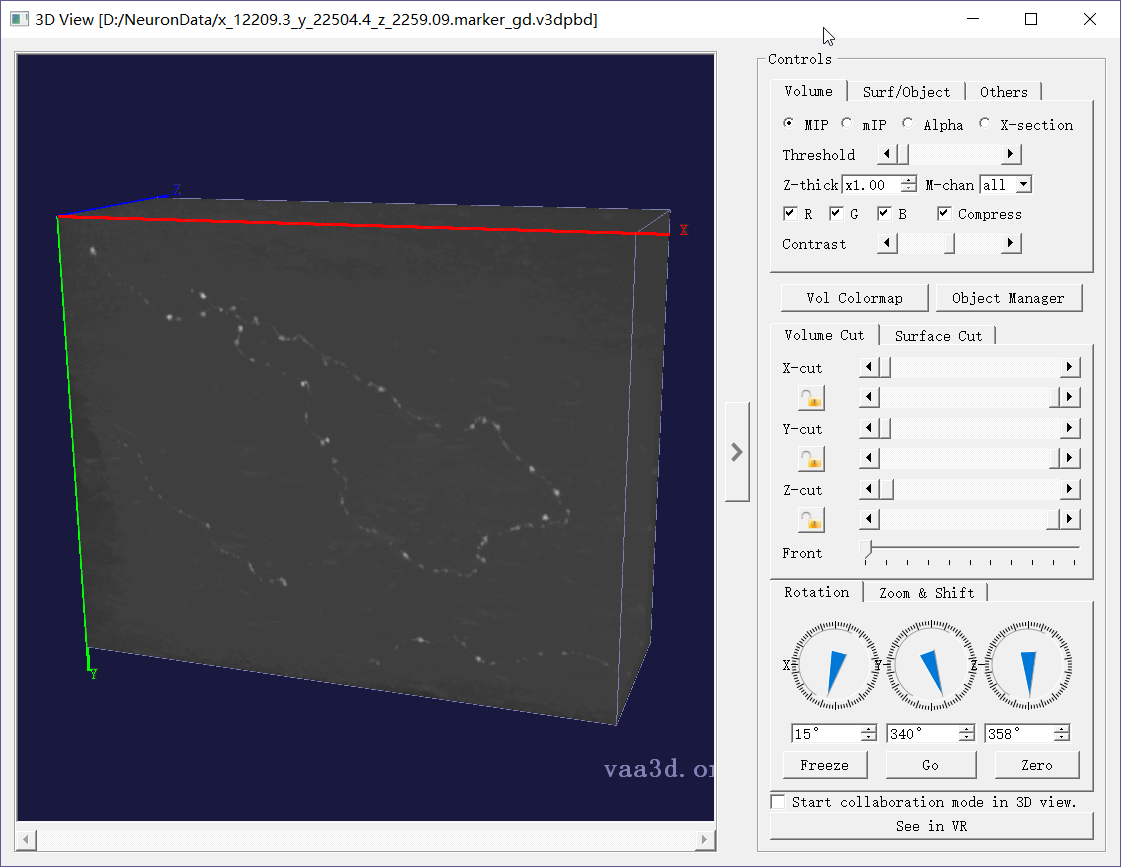 3D View [D:/NeuronData/x_12209.3_y_22504.4_z_2259.09.marker_gd.v3dpbd]
Controls
Volume Surf/Object Others
MIP mIP Alpha X-section
Threshold
Z-thick x1.00 M-chan all
R G B Compress
Contrast
Vol Colormap Object Manager
Volume Cut Surface Cut
X-cut
Y-cut
Z-cut
Front
Rotation Zoom & Shift
X Y Z
15° 340° 358°
Freeze Go Zero
Start collaboration mode in 3D view.
See in VR
Z
X
Y
vaa3d.or